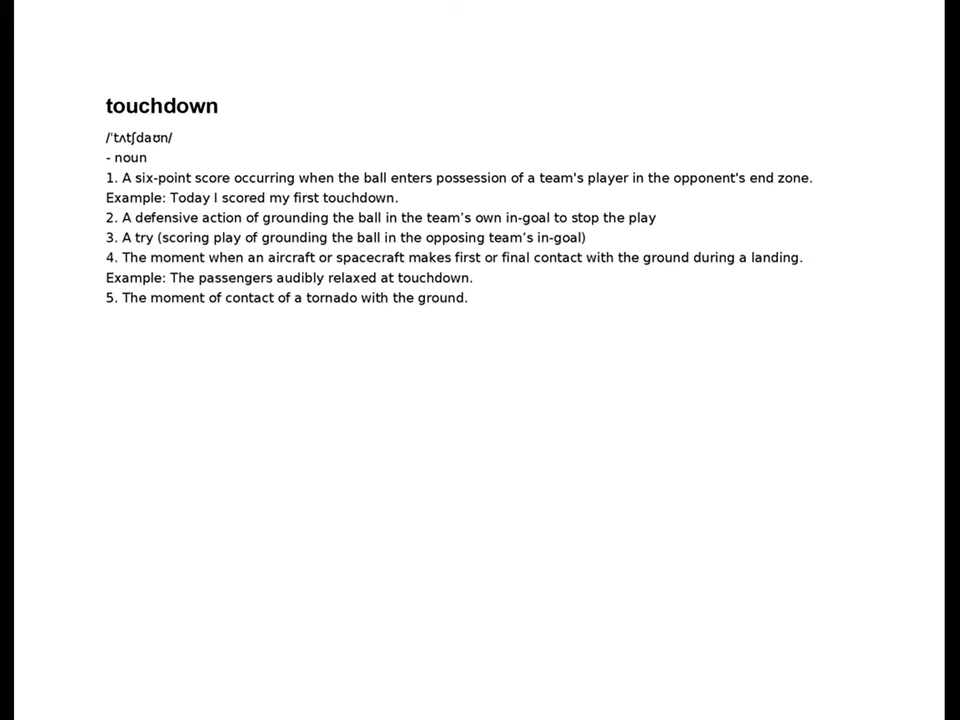 touchdown
/ˈtʌtʃdaʊn/
- noun
1. A six-point score occurring when the ball enters possession of a team's player in the opponent's end zone.
Example: Today I scored my first touchdown.
2. A defensive action of grounding the ball in the team’s own in-goal to stop the play
3. A try (scoring play of grounding the ball in the opposing team’s in-goal)
4. The moment when an aircraft or spacecraft makes first or final contact with the ground during a landing.
Example: The passengers audibly relaxed at touchdown.
5. The moment of contact of a tornado with the ground.